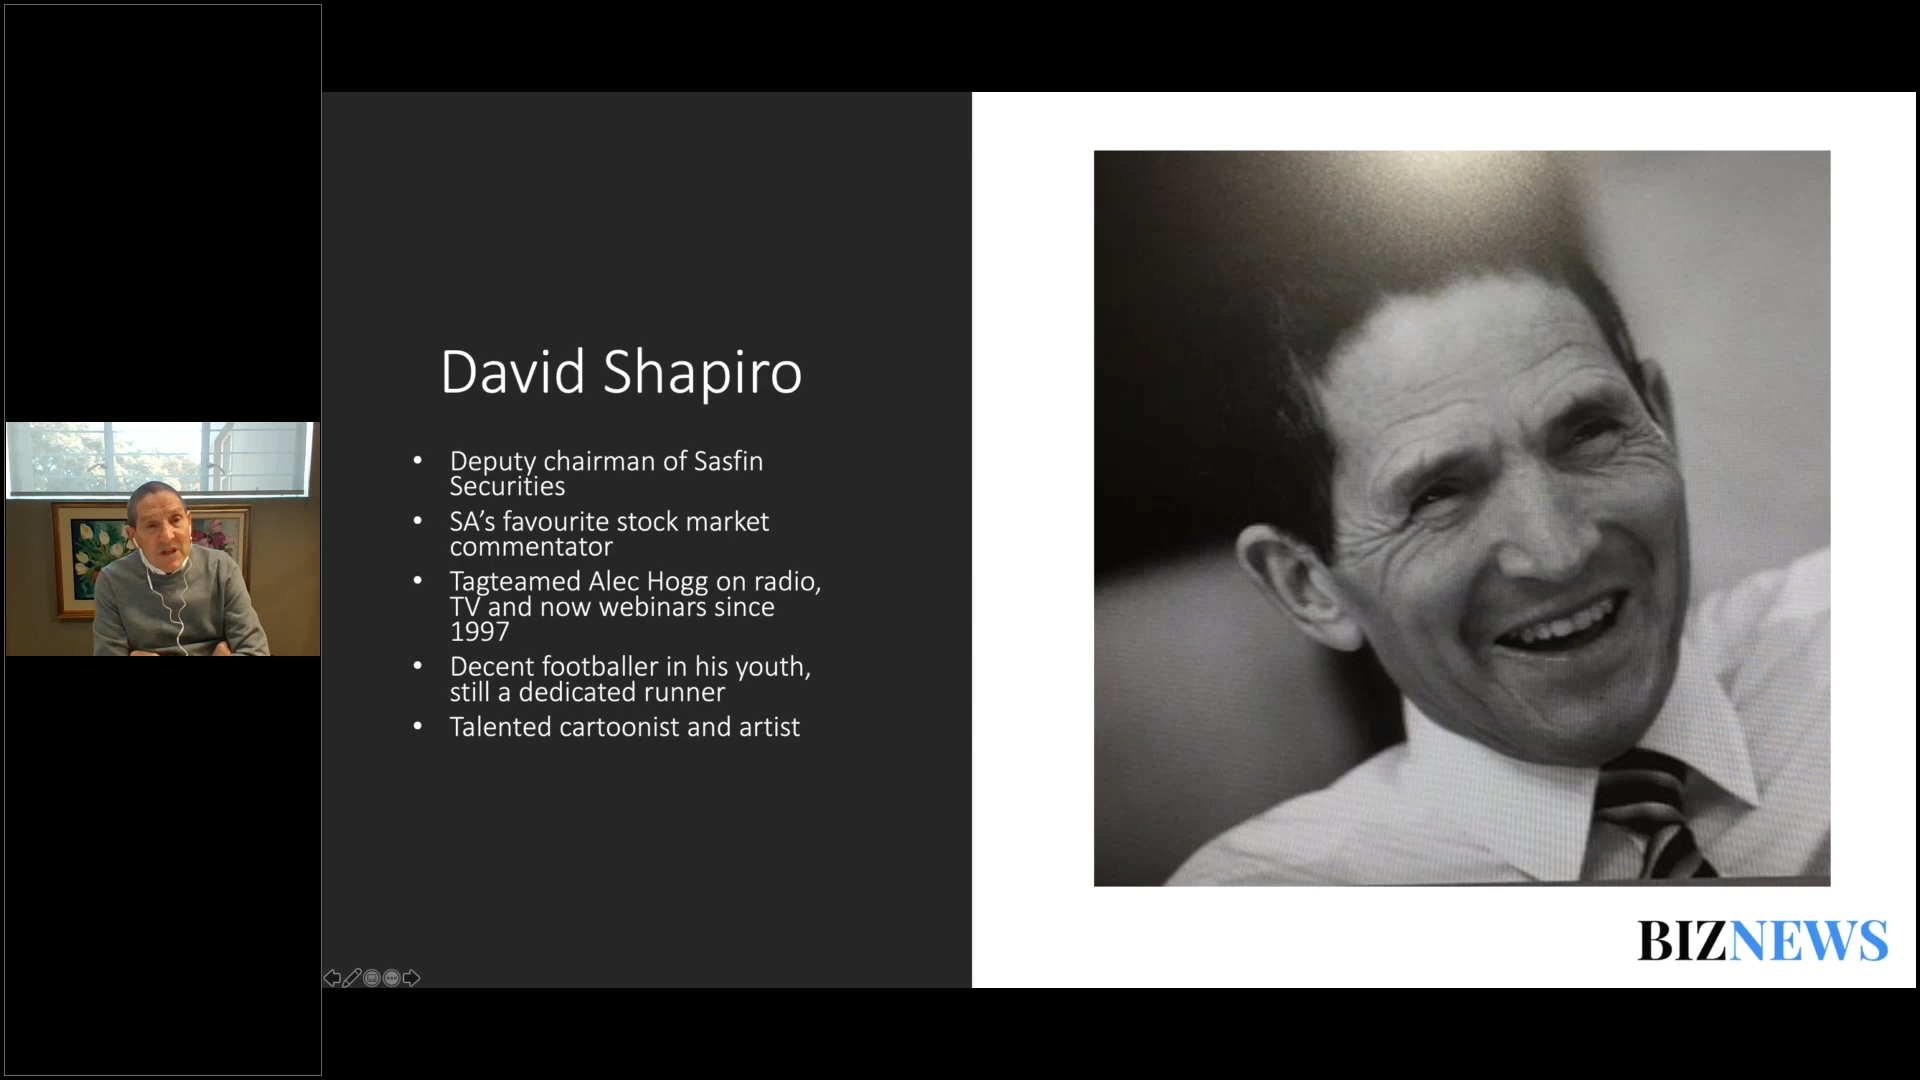 David Shapiro
• Deputy chairman of Sasfin
Securities
• SA's favourite stock market
commentator
• Tagteamed Alec Hogg on radio,
TV and now webinars since
1997
• Decent footballer in his youth,
still a dedicated runner
• Talented cartoonist and artist
BIZNEWS